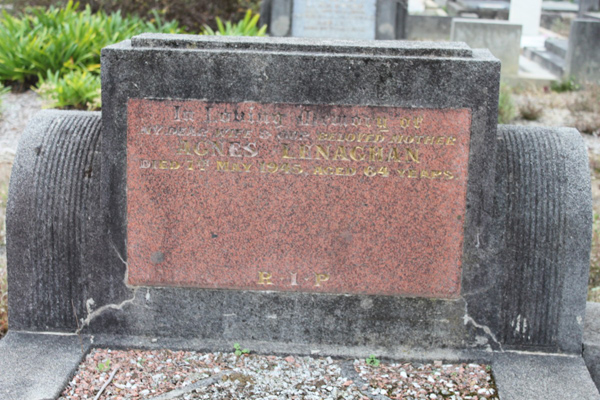 In Loving Memory of
MY DEAR WIFE & OUR BELOVED MOTHER
AGNES LENAGHAN
DIED 1ST MAY 1945, AGED 64 YEARS.
R I P